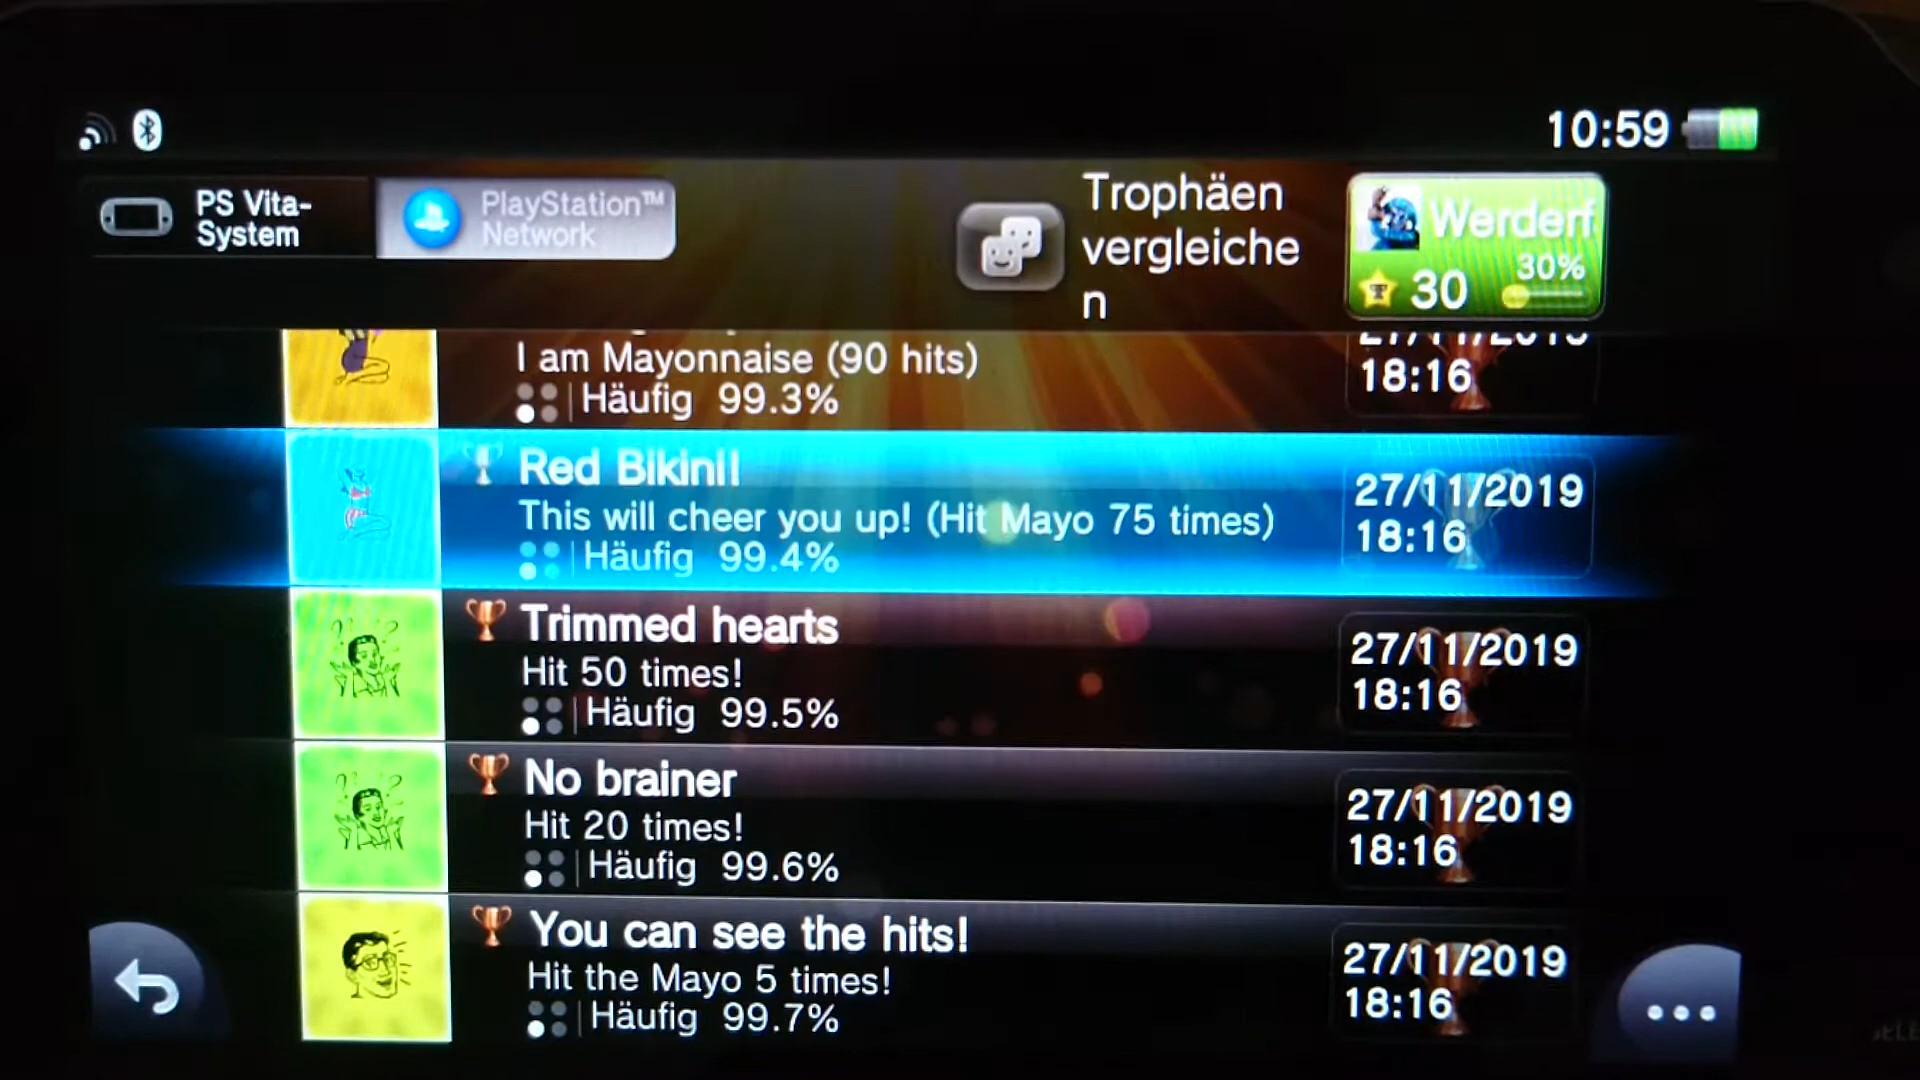 10:59
PS Vita-
System
PlayStation™
Network
Trophäen
vergleiche
n
Werderf
30%
30
I am Mayonnaise (90 hits)
Häufig 99.3%
27/11/2019
18:16
Red Bikini!
This will cheer you up! (Hit Mayo 75 times)
Häufig 99.4%
27/11/2019
18:16
Trimmed hearts
Hit 50 times!
Häufig 99.5%
27/11/2019
18:16
No brainer
Hit 20 times!
Häufig 99.6%
27/11/2019
18:16
You can see the hits!
Hit the Mayo 5 times!
Häufig 99.7%
27/11/2019
18:16